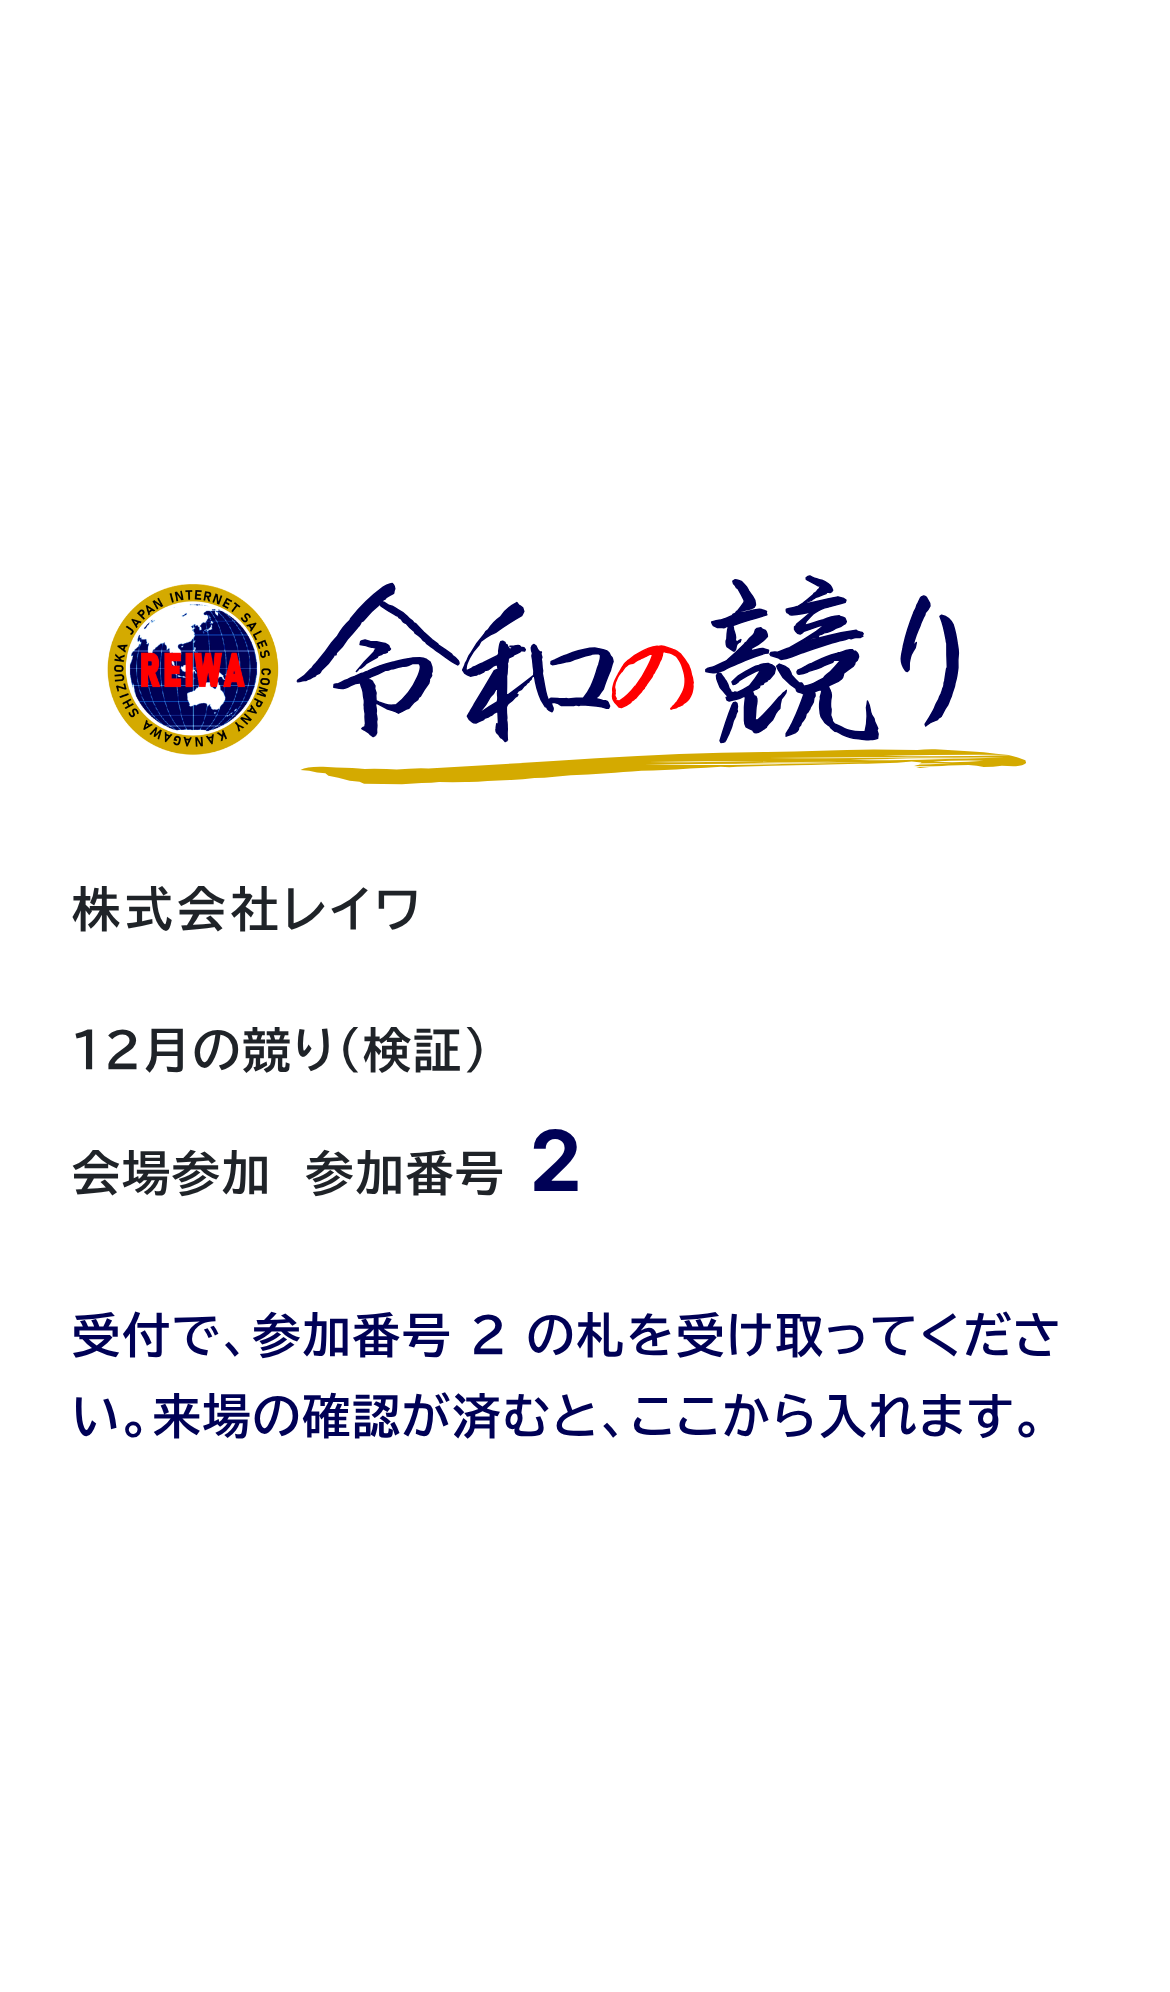 SHIZUOKA JAPAN INTERNET SALES COMPANY KANAGAWA
REIWA
令和の競り
株式会社レイワ
12月の競り（検証）
会場参加 参加番号 2
受付で、参加番号 2 の札を受け取ってくださ
い。来場の確認が済むと、ここから入れます。